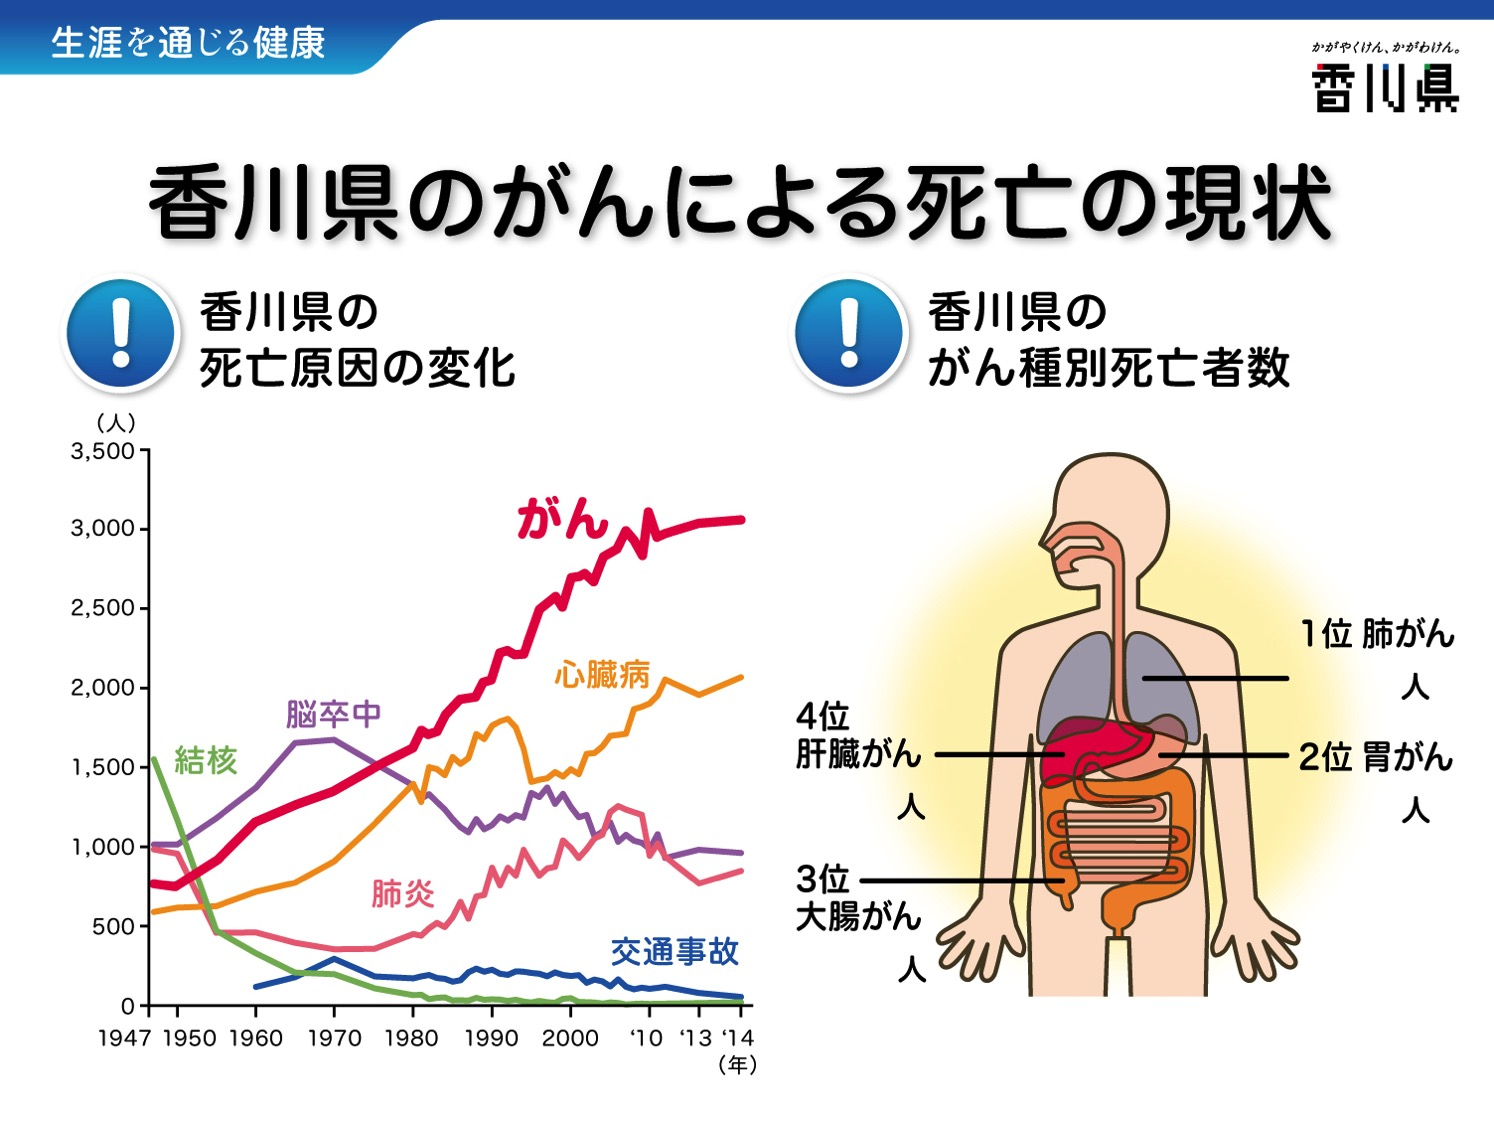 生涯を通じる健康
かがやくけん、かがわけん。
香川県
香川県のがんによる死亡の現状
!
香川県の
死亡原因の変化
（人）
3,500
3,000
2,500
2,000
1,500
1,000
500
0
がん
心臓病
脳卒中
結核
肺炎
交通事故
1947 1950 1960 1970 1980 1990 2000 ‘10 ‘13 ‘14
（年）
!
香川県の
がん種別死亡者数
1位 肺がん
人
4位
肝臓がん
人
2位 胃がん
人
3位
大腸がん
人